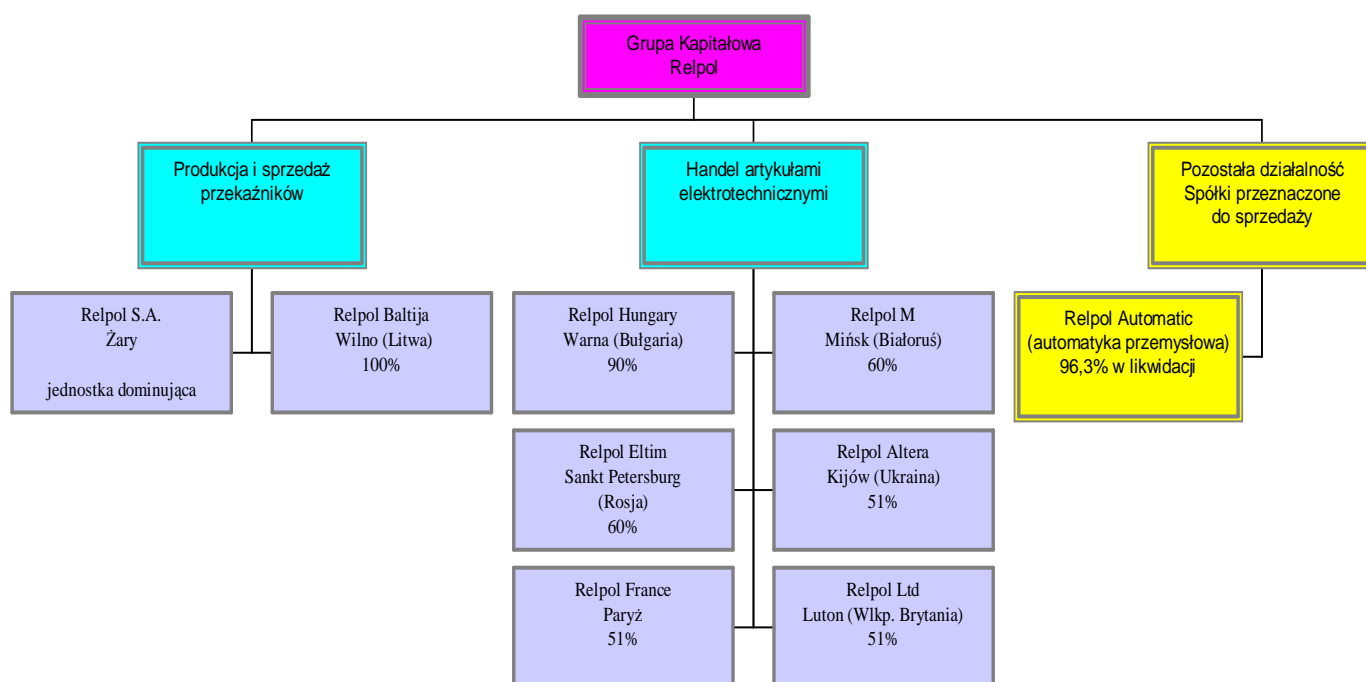 Grupa Kapitałowa
Relpol
Produkcja i sprzedaż
przekaźników
Handel artykułami
elektrotechnicznymi
Pozostała działalność
Spółki przeznaczone
do sprzedaży
Relpol S.A.
Żary
jednostka dominująca
Relpol Baltija
Wilno (Litwa)
100%
Relpol Hungary
Warna (Bułgaria)
90%
Relpol M
Mińsk (Białoruś)
60%
Relpol Automatic
(automatyka przemysłowa)
96,3% w likwidacji
Relpol Eltim
Sankt Petersburg
(Rosja)
60%
Relpol Altera
Kijów (Ukraina)
51%
Relpol France
Paryż
51%
Relpol Ltd
Luton (Wlkp. Brytania)
51%